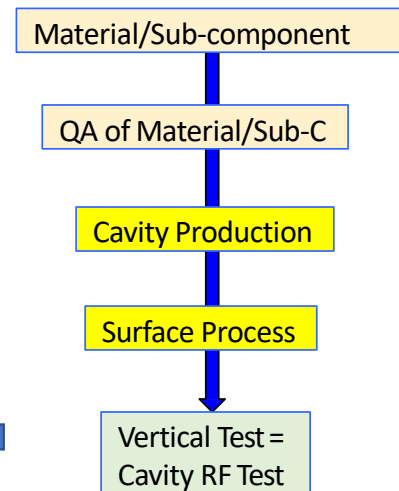 Material/Sub-component
QA of Material/Sub-C
Cavity Production
Surface Process
Vertical Test =
Cavity RF Test